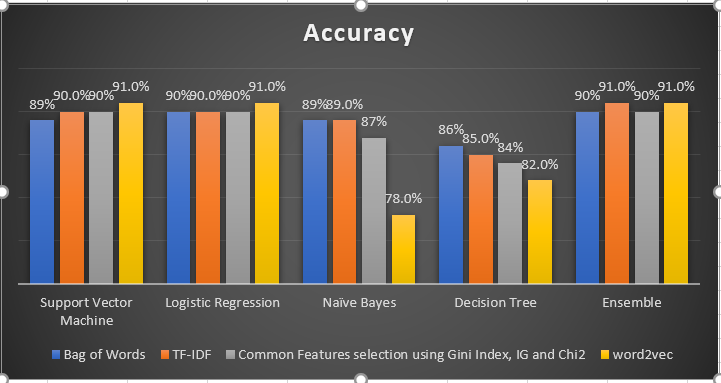 Accuracy
89% 90.0% 90% 91.0%
90% 90.0% 90% 91.0%
89% 89.0% 87% 78.0%
86% 85.0% 84% 82.0%
90% 91.0% 90% 91.0%
Support Vector
Machine
Logistic Regression
Naïve Bayes
Decision Tree
Ensemble
Bag of Words
TF-IDF
Common Features selection using Gini Index, IG and Chi2
word2vec